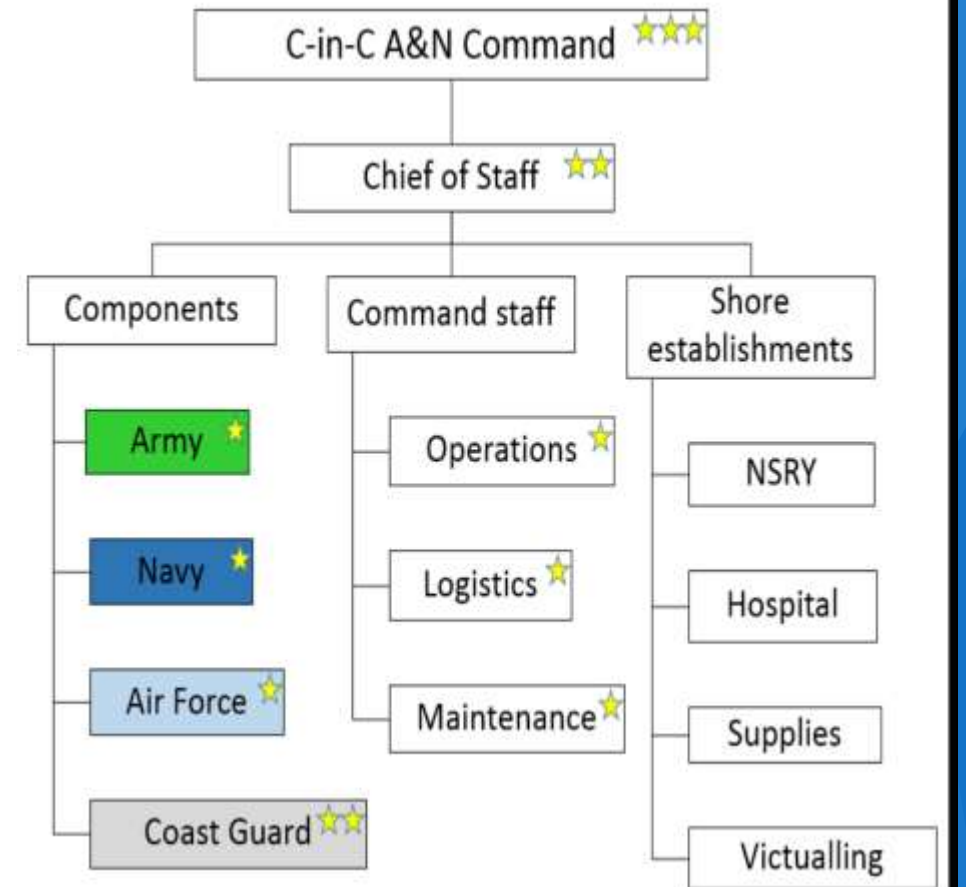 C-in-C A&N Command
Chief of Staff
Components
Army
Navy
Air Force
Coast Guard
Command staff
Operations
Logistics
Maintenance
Shore
establishments
NSRY
Hospital
Supplies
Victualling